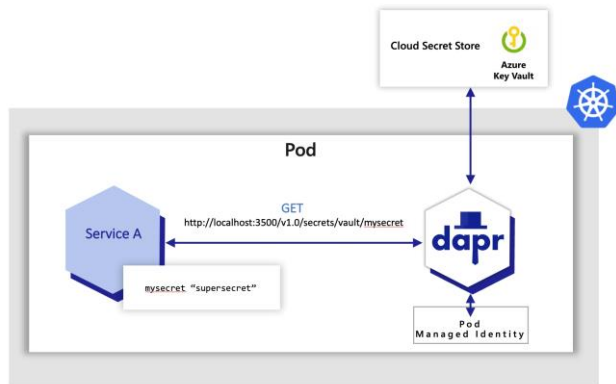 Cloud Secret Store
Azure
Key Vault
Pod
GET
http://localhost:3500/v1.0/secrets/vault/mysecret
Service A
dapr
mysecret “supersecret”
Pod
Managed Identity